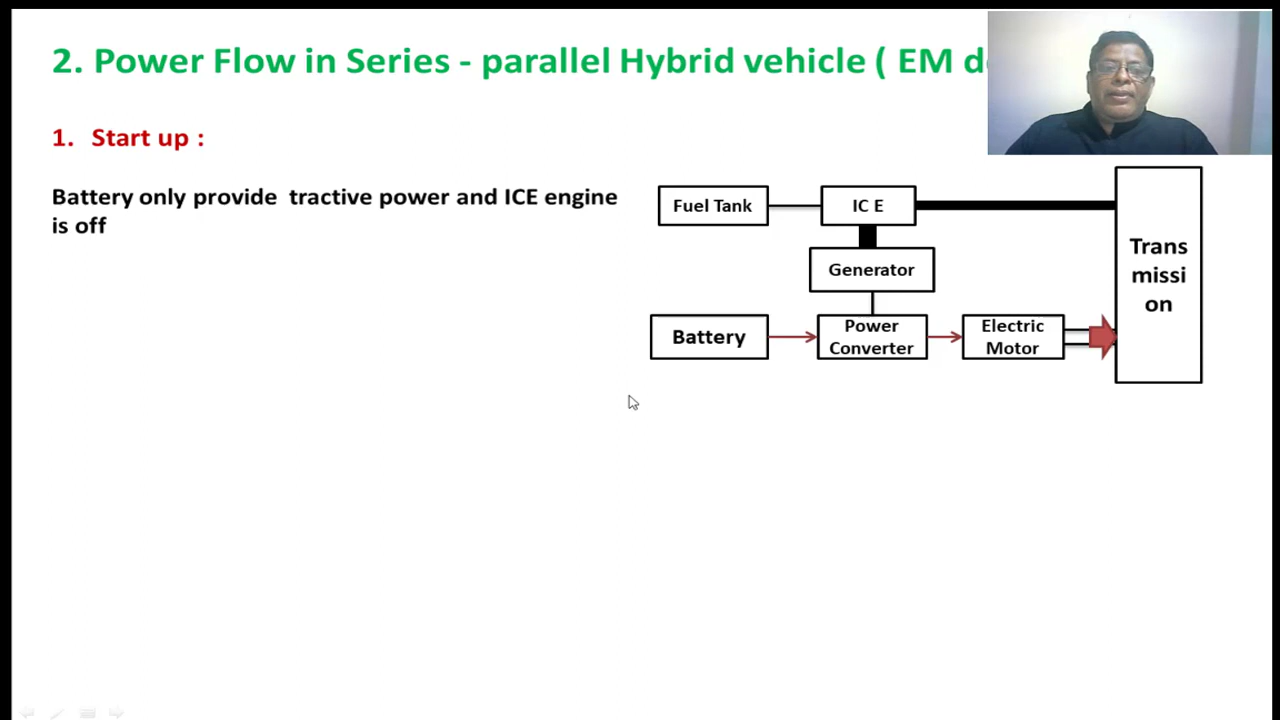 2. Power Flow in Series - parallel Hybrid vehicle ( EM
1. Start up :
Battery only provide tractive power and ICE engine
is off
Fuel Tank
IC E
Generator
Battery
Power
Converter
Electric
Motor
Trans
missi
on